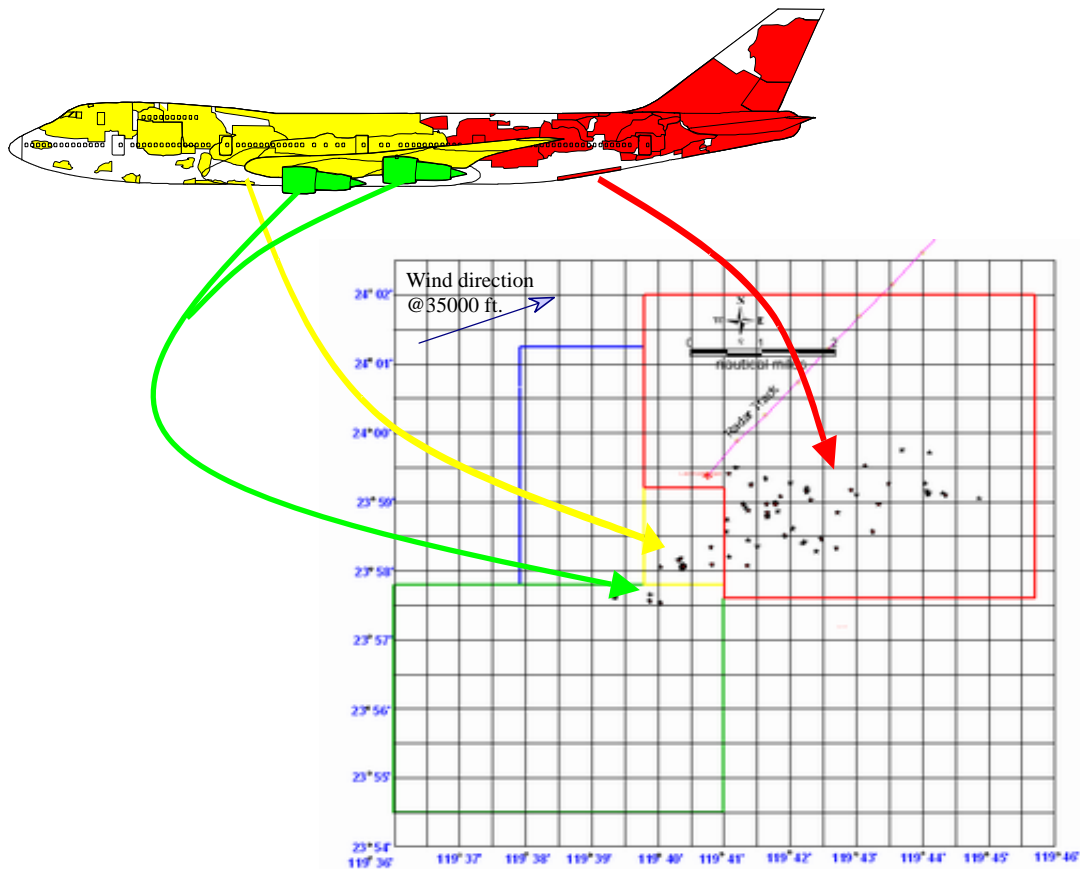 Wind direction
@35000 ft.
N
W E
S
0 1 2
nautical miles
Radar Track
24° 02'
24° 01'
24° 00'
23° 59'
23° 58'
23° 57'
23° 56'
23° 55'
23° 54'
119° 36' 119° 37' 119° 38' 119° 39' 119° 40' 119° 41' 119° 42' 119° 43' 119° 44' 119° 45' 119° 46'